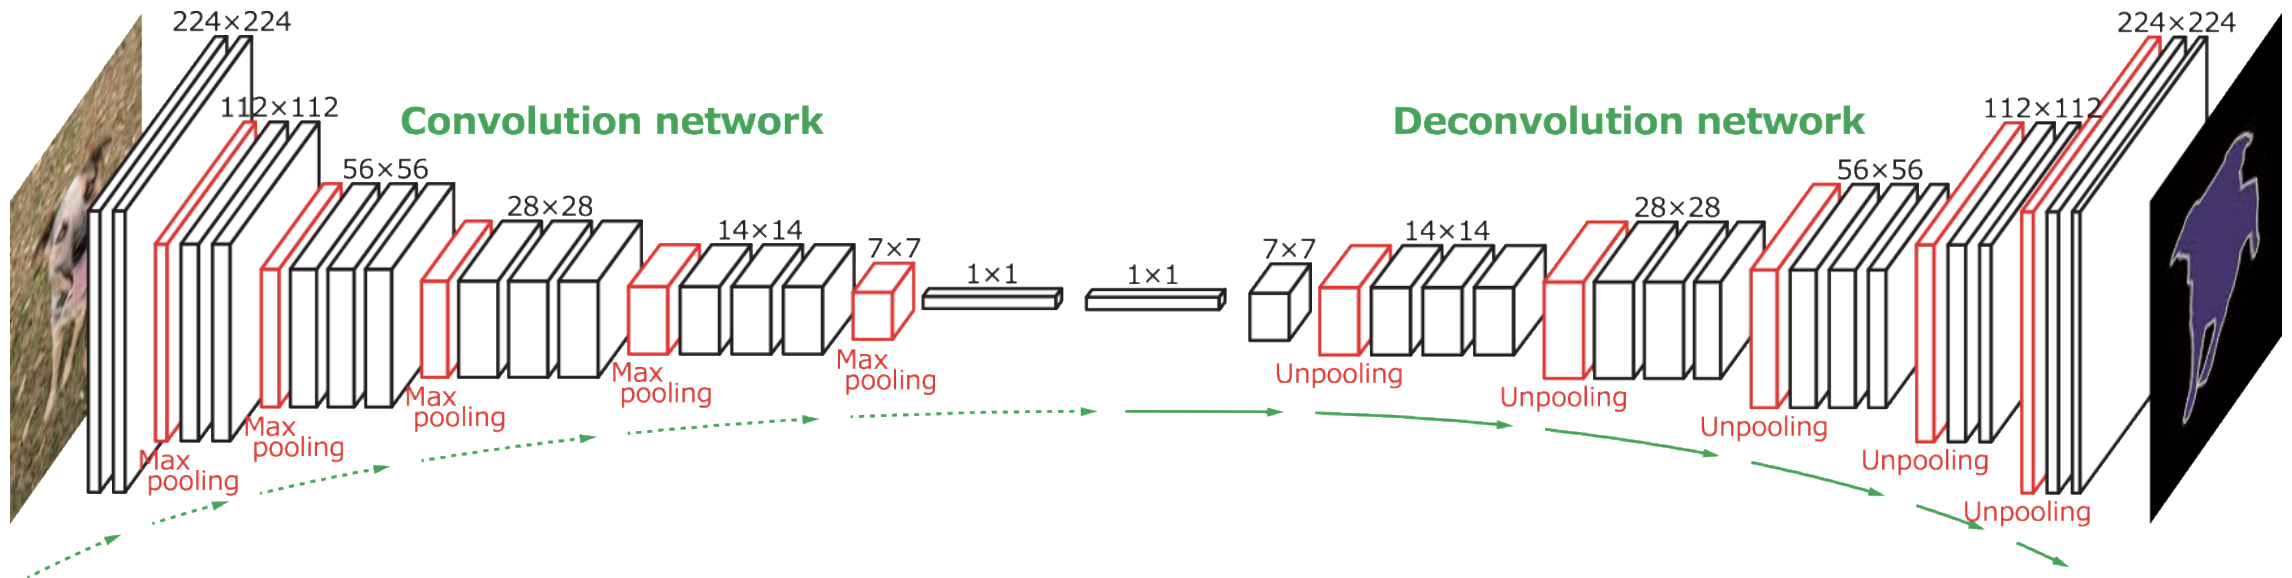 224×224
112×112
Convolution network
56×56
28×28
14×14
7×7
1×1
1×1
7×7
14×14
28×28
56×56
Deconvolution network
112×112
224×224
Max
pooling
Max
pooling
Max
pooling
Max
pooling
Max
pooling
Unpooling
Unpooling
Unpooling
Unpooling
Unpooling